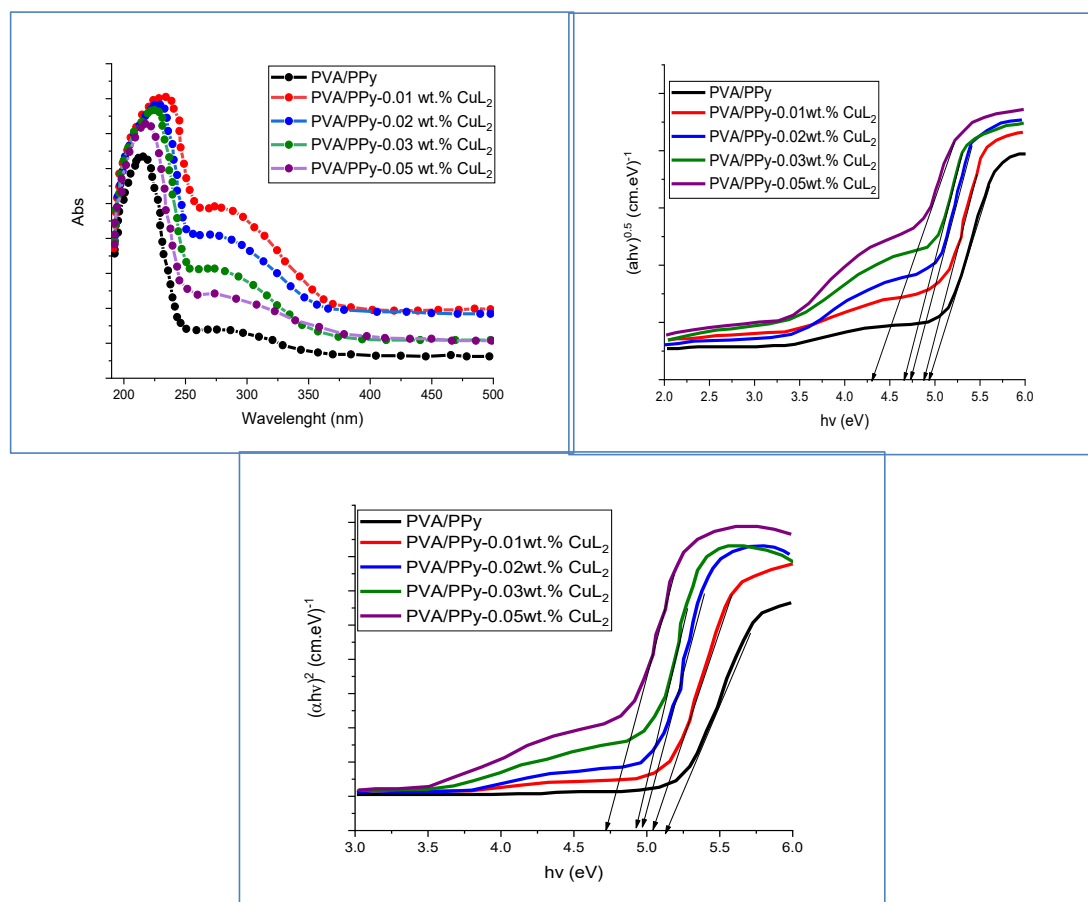 PVA/PPy
PVA/PPy-0.01 wt.% CuL₂
PVA/PPy-0.02 wt.% CuL₂
PVA/PPy-0.03 wt.% CuL₂
PVA/PPy-0.05 wt.% CuL₂
Abs
200 250 300 350 400 450 500
Wavelenght (nm)
PVA/PPy
PVA/PPy-0.01wt.% CuL₂
PVA/PPy-0.02wt.% CuL₂
PVA/PPy-0.03wt.% CuL₂
PVA/PPy-0.05wt.% CuL₂
(ahv)⁰·⁵ (cm.eV)⁻¹
2.0 2.5 3.0 3.5 4.0 4.5 5.0 5.5 6.0
hv (eV)
PVA/PPy
PVA/PPy-0.01wt.% CuL₂
PVA/PPy-0.02wt.% CuL₂
PVA/PPy-0.03wt.% CuL₂
PVA/PPy-0.05wt.% CuL₂
(αhv)² (cm.eV)⁻¹
3.0 3.5 4.0 4.5 5.0 5.5 6.0
hv (eV)